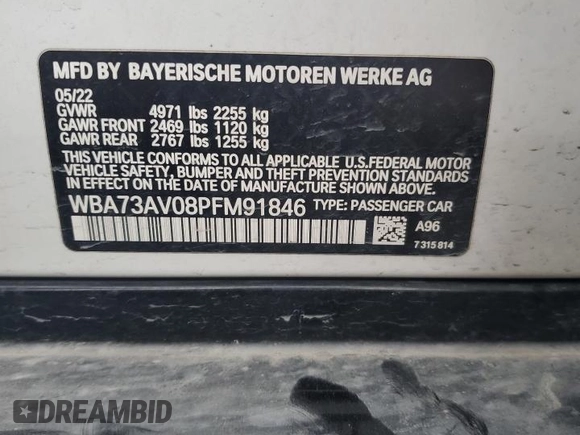 MFD BY BAYERISCHE MOTOREN WERKE AG
05/22
GVWR 4971 lbs 2255 kg
GAWR FRONT 2469 lbs 1120 kg
GAWR REAR 2767 lbs 1255 kg
THIS VEHICLE CONFORMS TO ALL APPLICABLE U.S.FEDERAL MOTOR
VEHICLE SAFETY, BUMPER AND THEFT PREVENTION STANDARDS
IN EFFECT ON THE DATE OF MANUFACTURE SHOWN ABOVE.
WBA73AV08PFM91846 TYPE: PASSENGER CAR
A96
7 315 814
DREAMBID